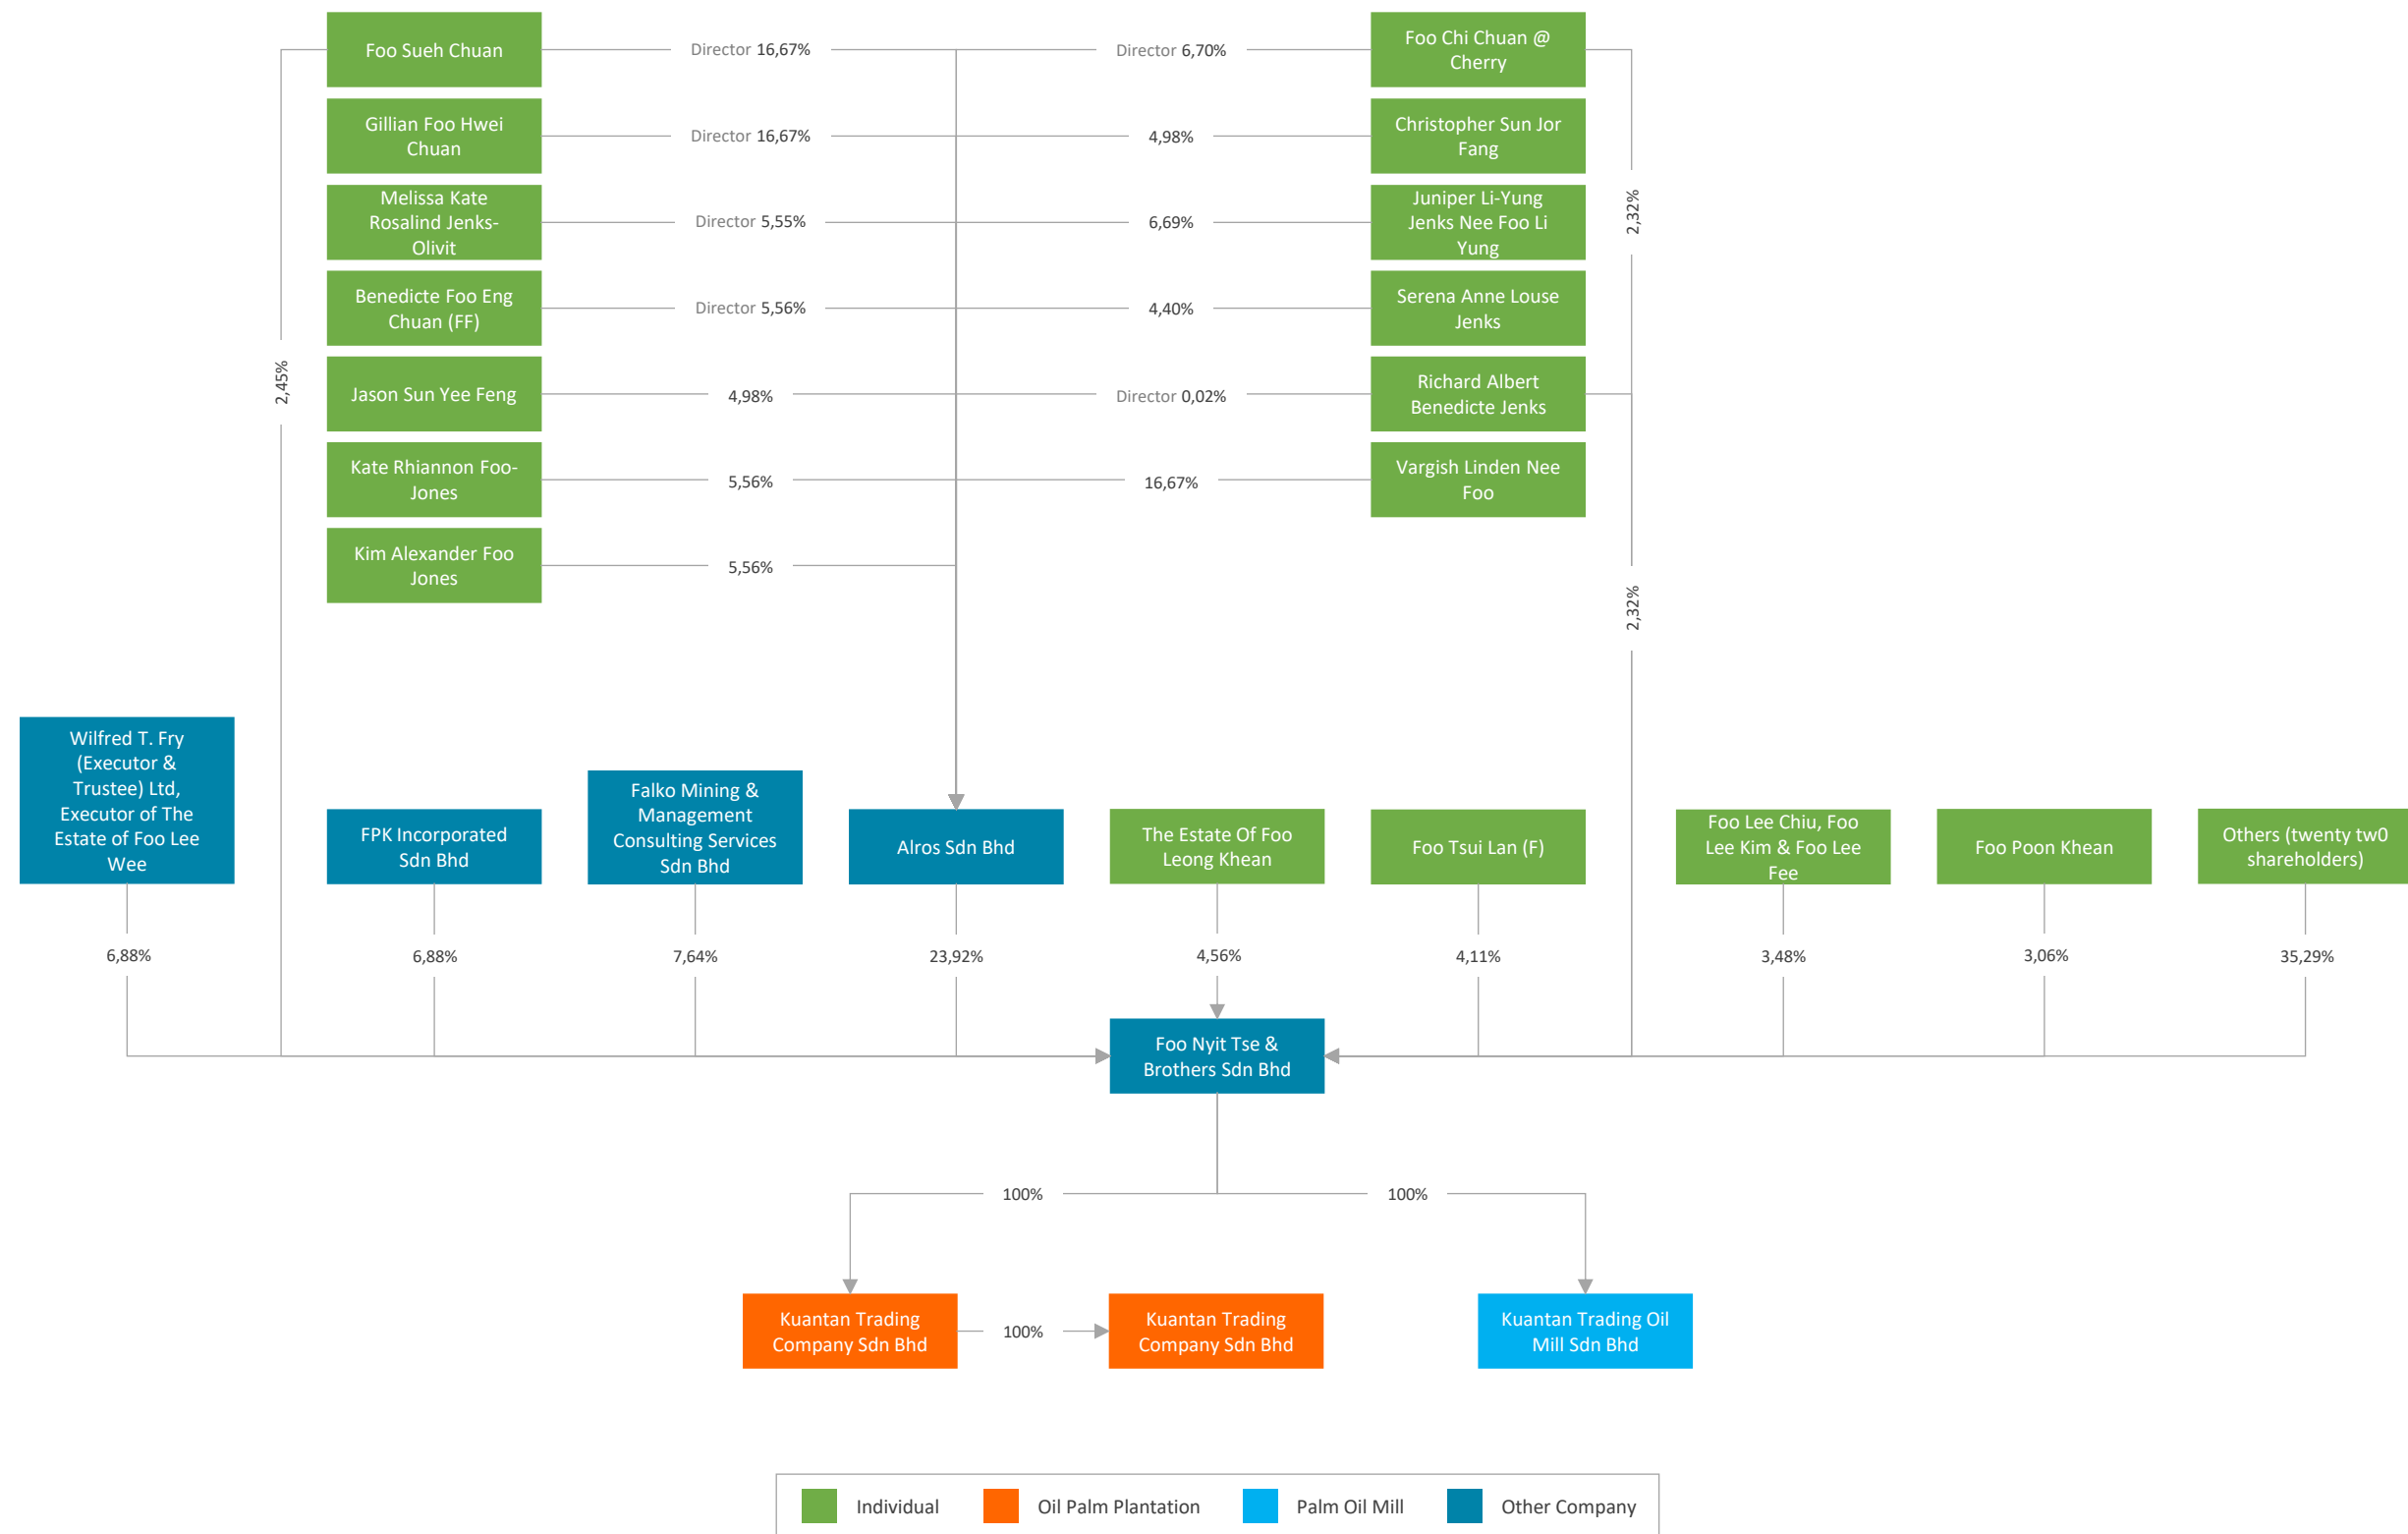 Foo Sueh Chuan
Director 16,67%
Director 6,70%
Foo Chi Chuan @
Cherry
Gillian Foo Hwei
Chuan
Director 16,67%
4,98%
Christopher Sun Jor
Fang
Melissa Kate
Rosalind Jenks-
Olivit
Director 5,55%
6,69%
Juniper Li-Yung
Jenks Nee Foo Li
Yung
2,32%
Benedicte Foo Eng
Chuan (FF)
Director 5,56%
4,40%
Serena Anne Louse
Jenks
2,45%
Jason Sun Yee Feng
4,98%
Director 0,02%
Richard Albert
Benedicte Jenks
Kate Rhiannon Foo-
Jones
5,56%
16,67%
Vargish Linden Nee
Foo
Kim Alexander Foo
Jones
5,56%
2,32%
Wilfred T. Fry
(Executor &
Trustee) Ltd,
Executor of The
Estate of Foo Lee
Wee
FPK Incorporated
Sdn Bhd
Falko Mining &
Management
Consulting Services
Sdn Bhd
Alros Sdn Bhd
The Estate Of Foo
Leong Khean
Foo Tsui Lan (F)
Foo Lee Chiu, Foo
Lee Kim & Foo Lee
Fee
Foo Poon Khean
Others (twenty tw0
shareholders)
6,88%
6,88%
7,64%
23,92%
4,56%
4,11%
3,48%
3,06%
35,29%
Foo Nyit Tse &
Brothers Sdn Bhd
100%
100%
Kuantan Trading
Company Sdn Bhd
100%
Kuantan Trading
Company Sdn Bhd
Kuantan Trading Oil
Mill Sdn Bhd
Individual
Oil Palm Plantation
Palm Oil Mill
Other Company